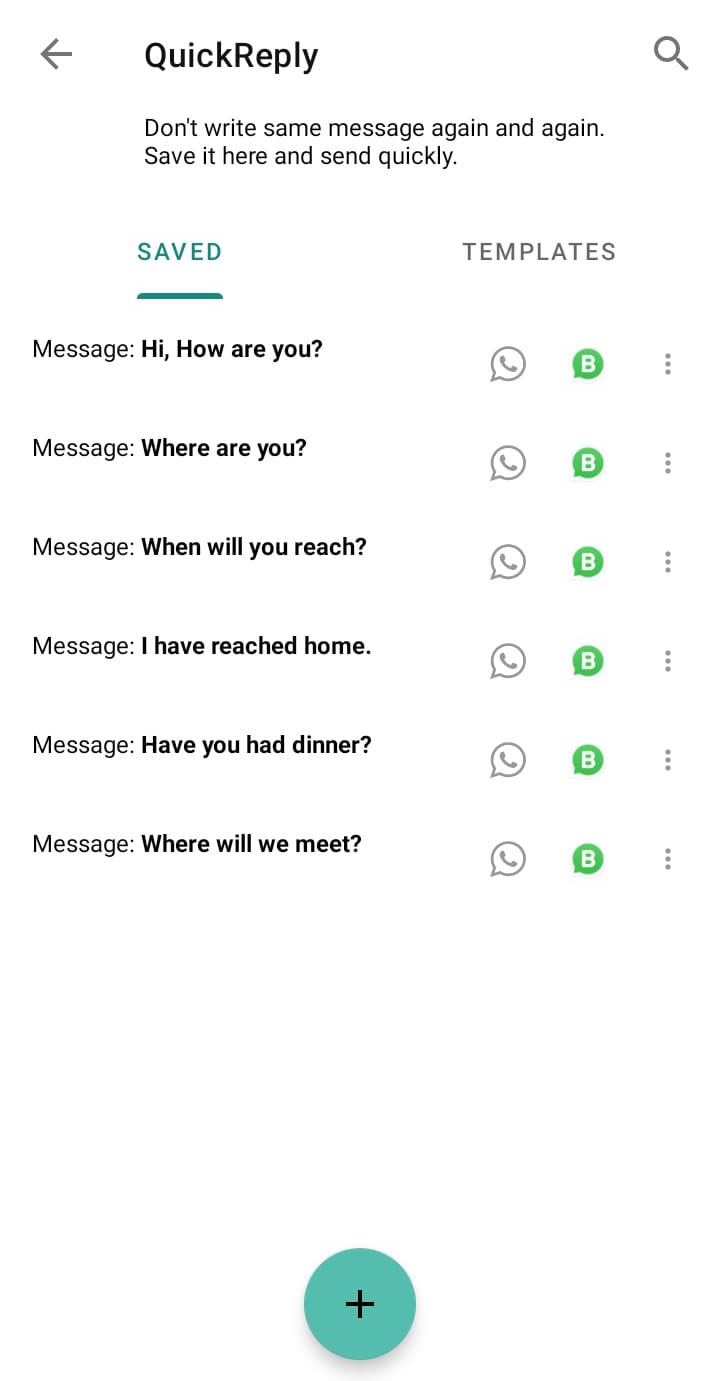 QuickReply
Don't write same message again and again.
Save it here and send quickly.
SAVED
TEMPLATES
Message: Hi, How are you?
B
Message: Where are you?
B
Message: When will you reach?
B
Message: I have reached home.
B
Message: Have you had dinner?
B
Message: Where will we meet?
B